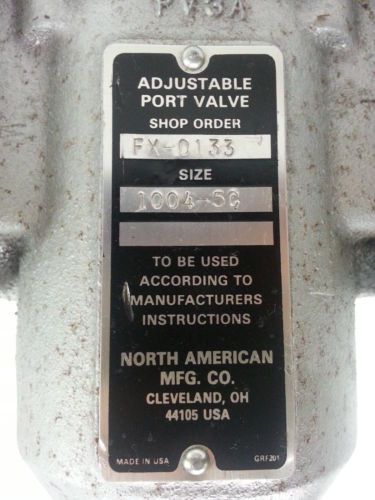 PV3A
ADJUSTABLE
PORT VALVE
SHOP ORDER
FX-0133
SIZE
1004-5C
TO BE USED
ACCORDING TO
MANUFACTURERS
INSTRUCTIONS
NORTH AMERICAN
MFG. CO.
CLEVELAND, OH
44105 USA
MADE IN USA GRF201